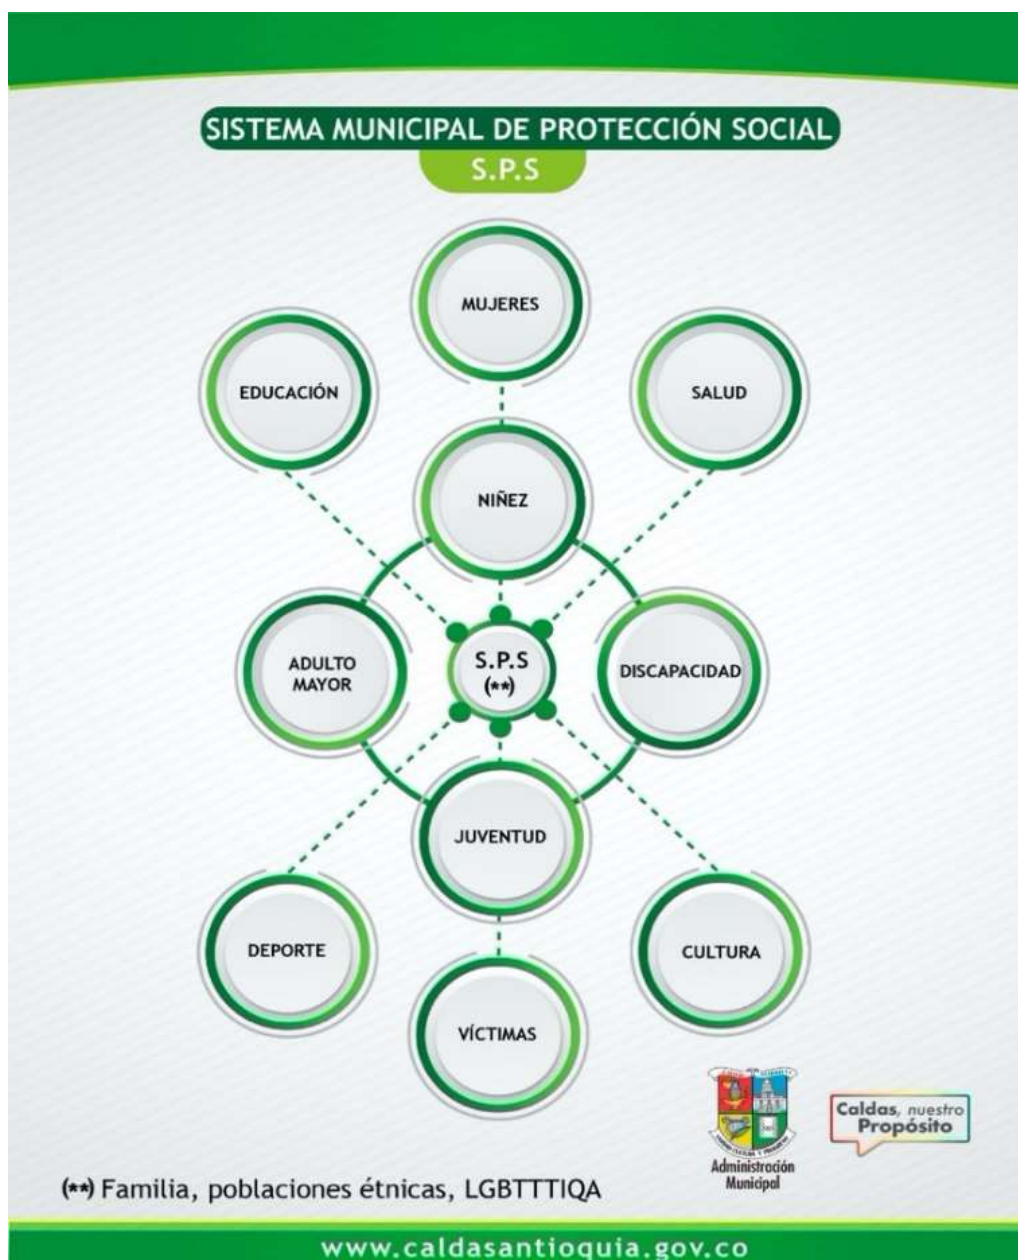 SISTEMA MUNICIPAL DE PROTECCIÓN SOCIAL
S.P.S
MUJERES
EDUCACIÓN
SALUD
NIÑEZ
ADULTO
MAYOR
S.P.S
(**)
DISCAPACIDAD
JUVENTUD
DEPORTE
CULTURA
VÍCTIMAS
Caldas, nuestro
Propósito
Administración
Municipal
(**) Familia, poblaciones étnicas, LGBTTTIQA
www.caldasantioquia.gov.co